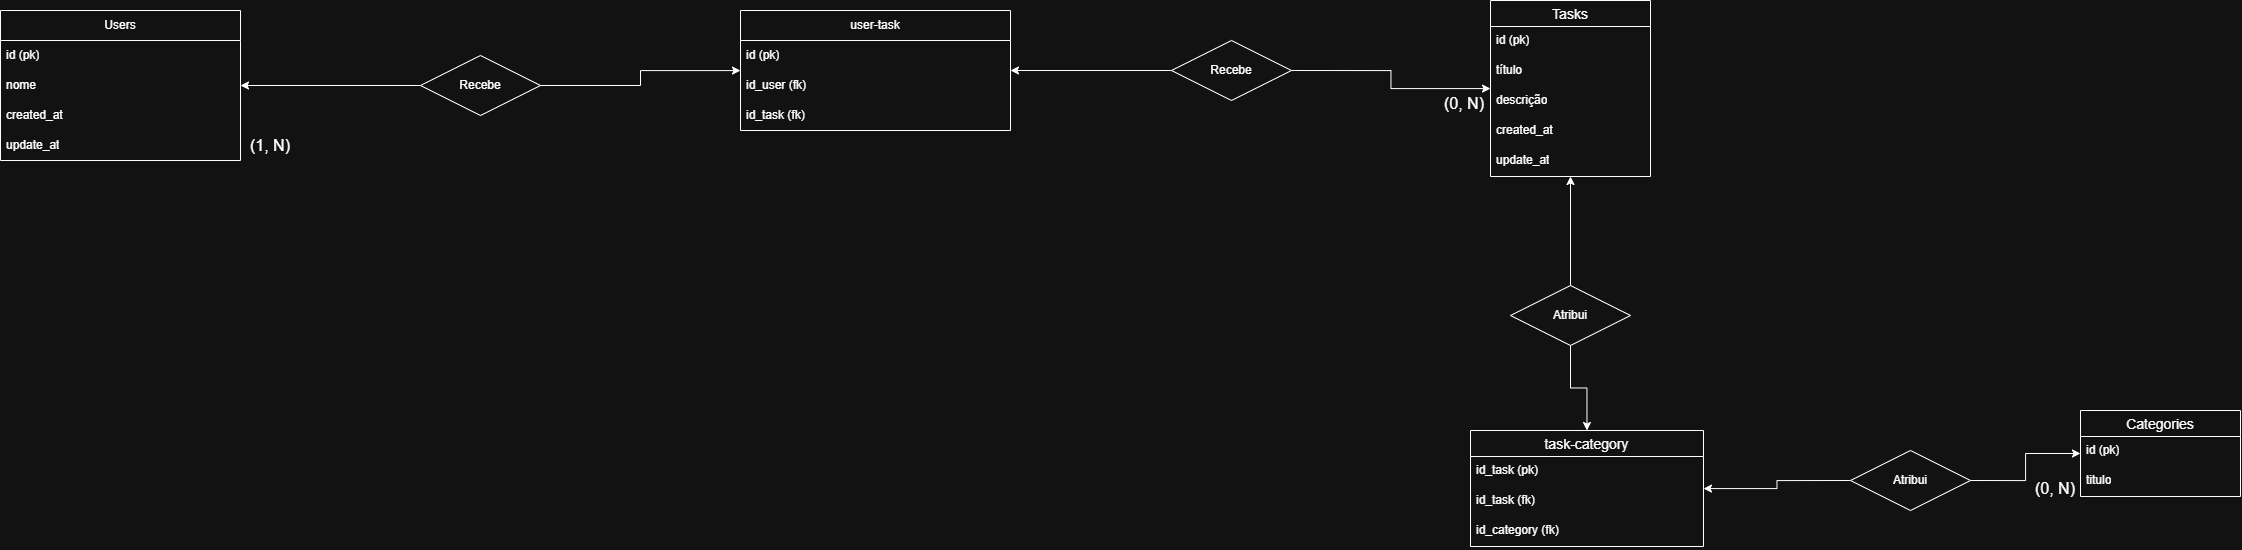 Users
id (pk)
nome
created_at
update_at
(1, N)
Recebe
user-task
id (pk)
id_user (fk)
id_task (fk)
Recebe
(0, N)
Tasks
id (pk)
título
descrição
created_at
update_at
Atribui
task-category
id_task (pk)
id_task (fk)
id_category (fk)
Atribui
(0, N)
Categories
id (pk)
titulo